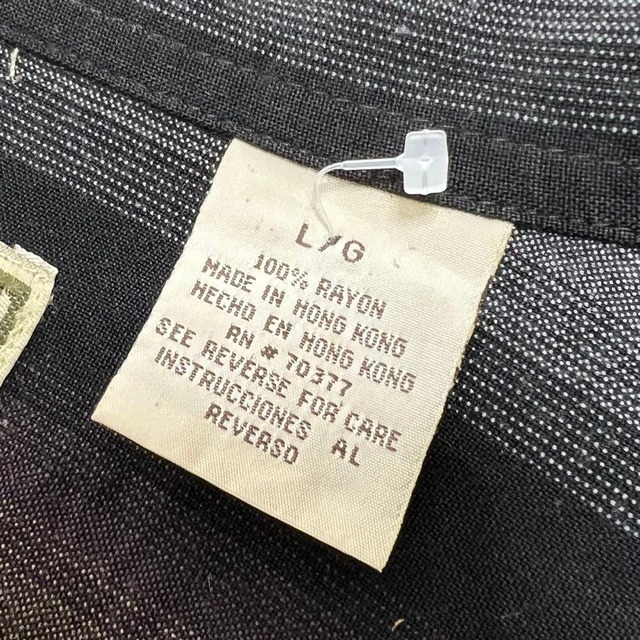 L/G
100% RAYON
MADE IN HONG KONG
HECHO EN HONG KONG
RN # 70377
SEE REVERSE FOR CARE
INSTRUCCIONES AL
REVERSO